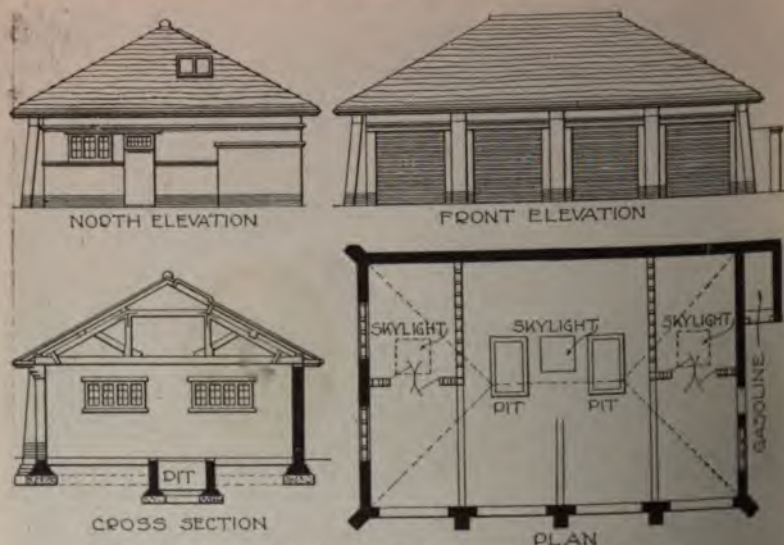 NORTH ELEVATION
FRONT ELEVATION
SKYLIGHT
SKYLIGHT
SKYLIGHT
PIT
PIT
GASOLINE
PIT
CROSS SECTION
PLAN